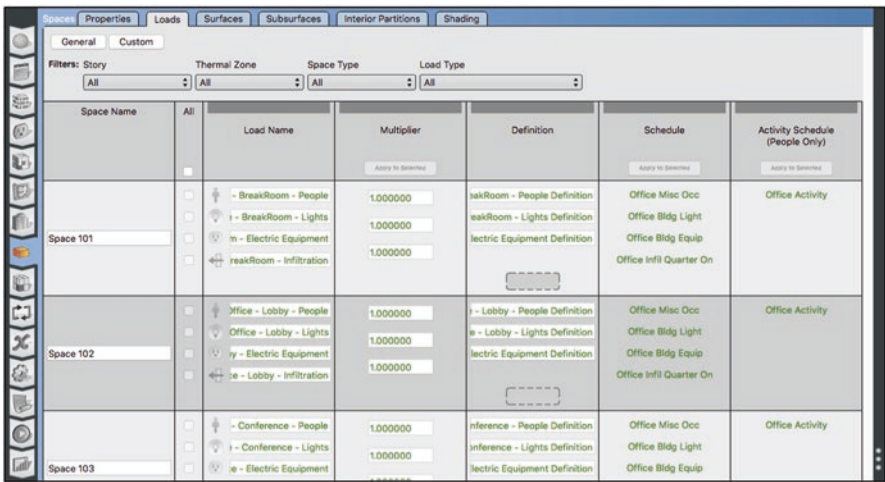 Spaces Properties Loads Surfaces Subsurfaces Interior Partitions Shading
General Custom
Filters: Story Thermal Zone Space Type Load Type
All All All All
Space Name All Load Name Multiplier Definition Schedule Activity Schedule
(People Only)
Apply to Selected Apply to Selected Apply to Selected
- BreakRoom - People 1.000000 eakRoom - People Definition Office Misc Occ Office Activity
- BreakRoom - Lights 1.000000 eakRoom - Lights Definition Office Bldg Light
Space 101 - Electric Equipment 1.000000 lectric Equipment Definition Office Bldg Equip
reakRoom - Infiltration Office Infil Quarter On
Office - Lobby - People 1.000000 - Lobby - People Definition Office Misc Occ Office Activity
Office - Lobby - Lights 1.000000 - Lobby - Lights Definition Office Bldg Light
Space 102 - Electric Equipment 1.000000 lectric Equipment Definition Office Bldg Equip
ce - Lobby - Infiltration Office Infil Quarter On
- Conference - People 1.000000 nference - People Definition Office Misc Occ Office Activity
- Conference - Lights 1.000000 nference - Lights Definition Office Bldg Light
Space 103 - Electric Equipment lectric Equipment Definition Office Bldg Equip